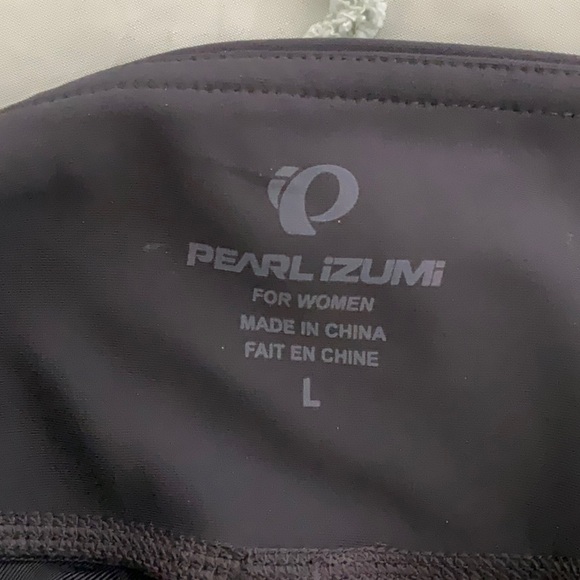 PEARL iZUMi
FOR WOMEN
MADE IN CHINA
FAIT EN CHINE
L